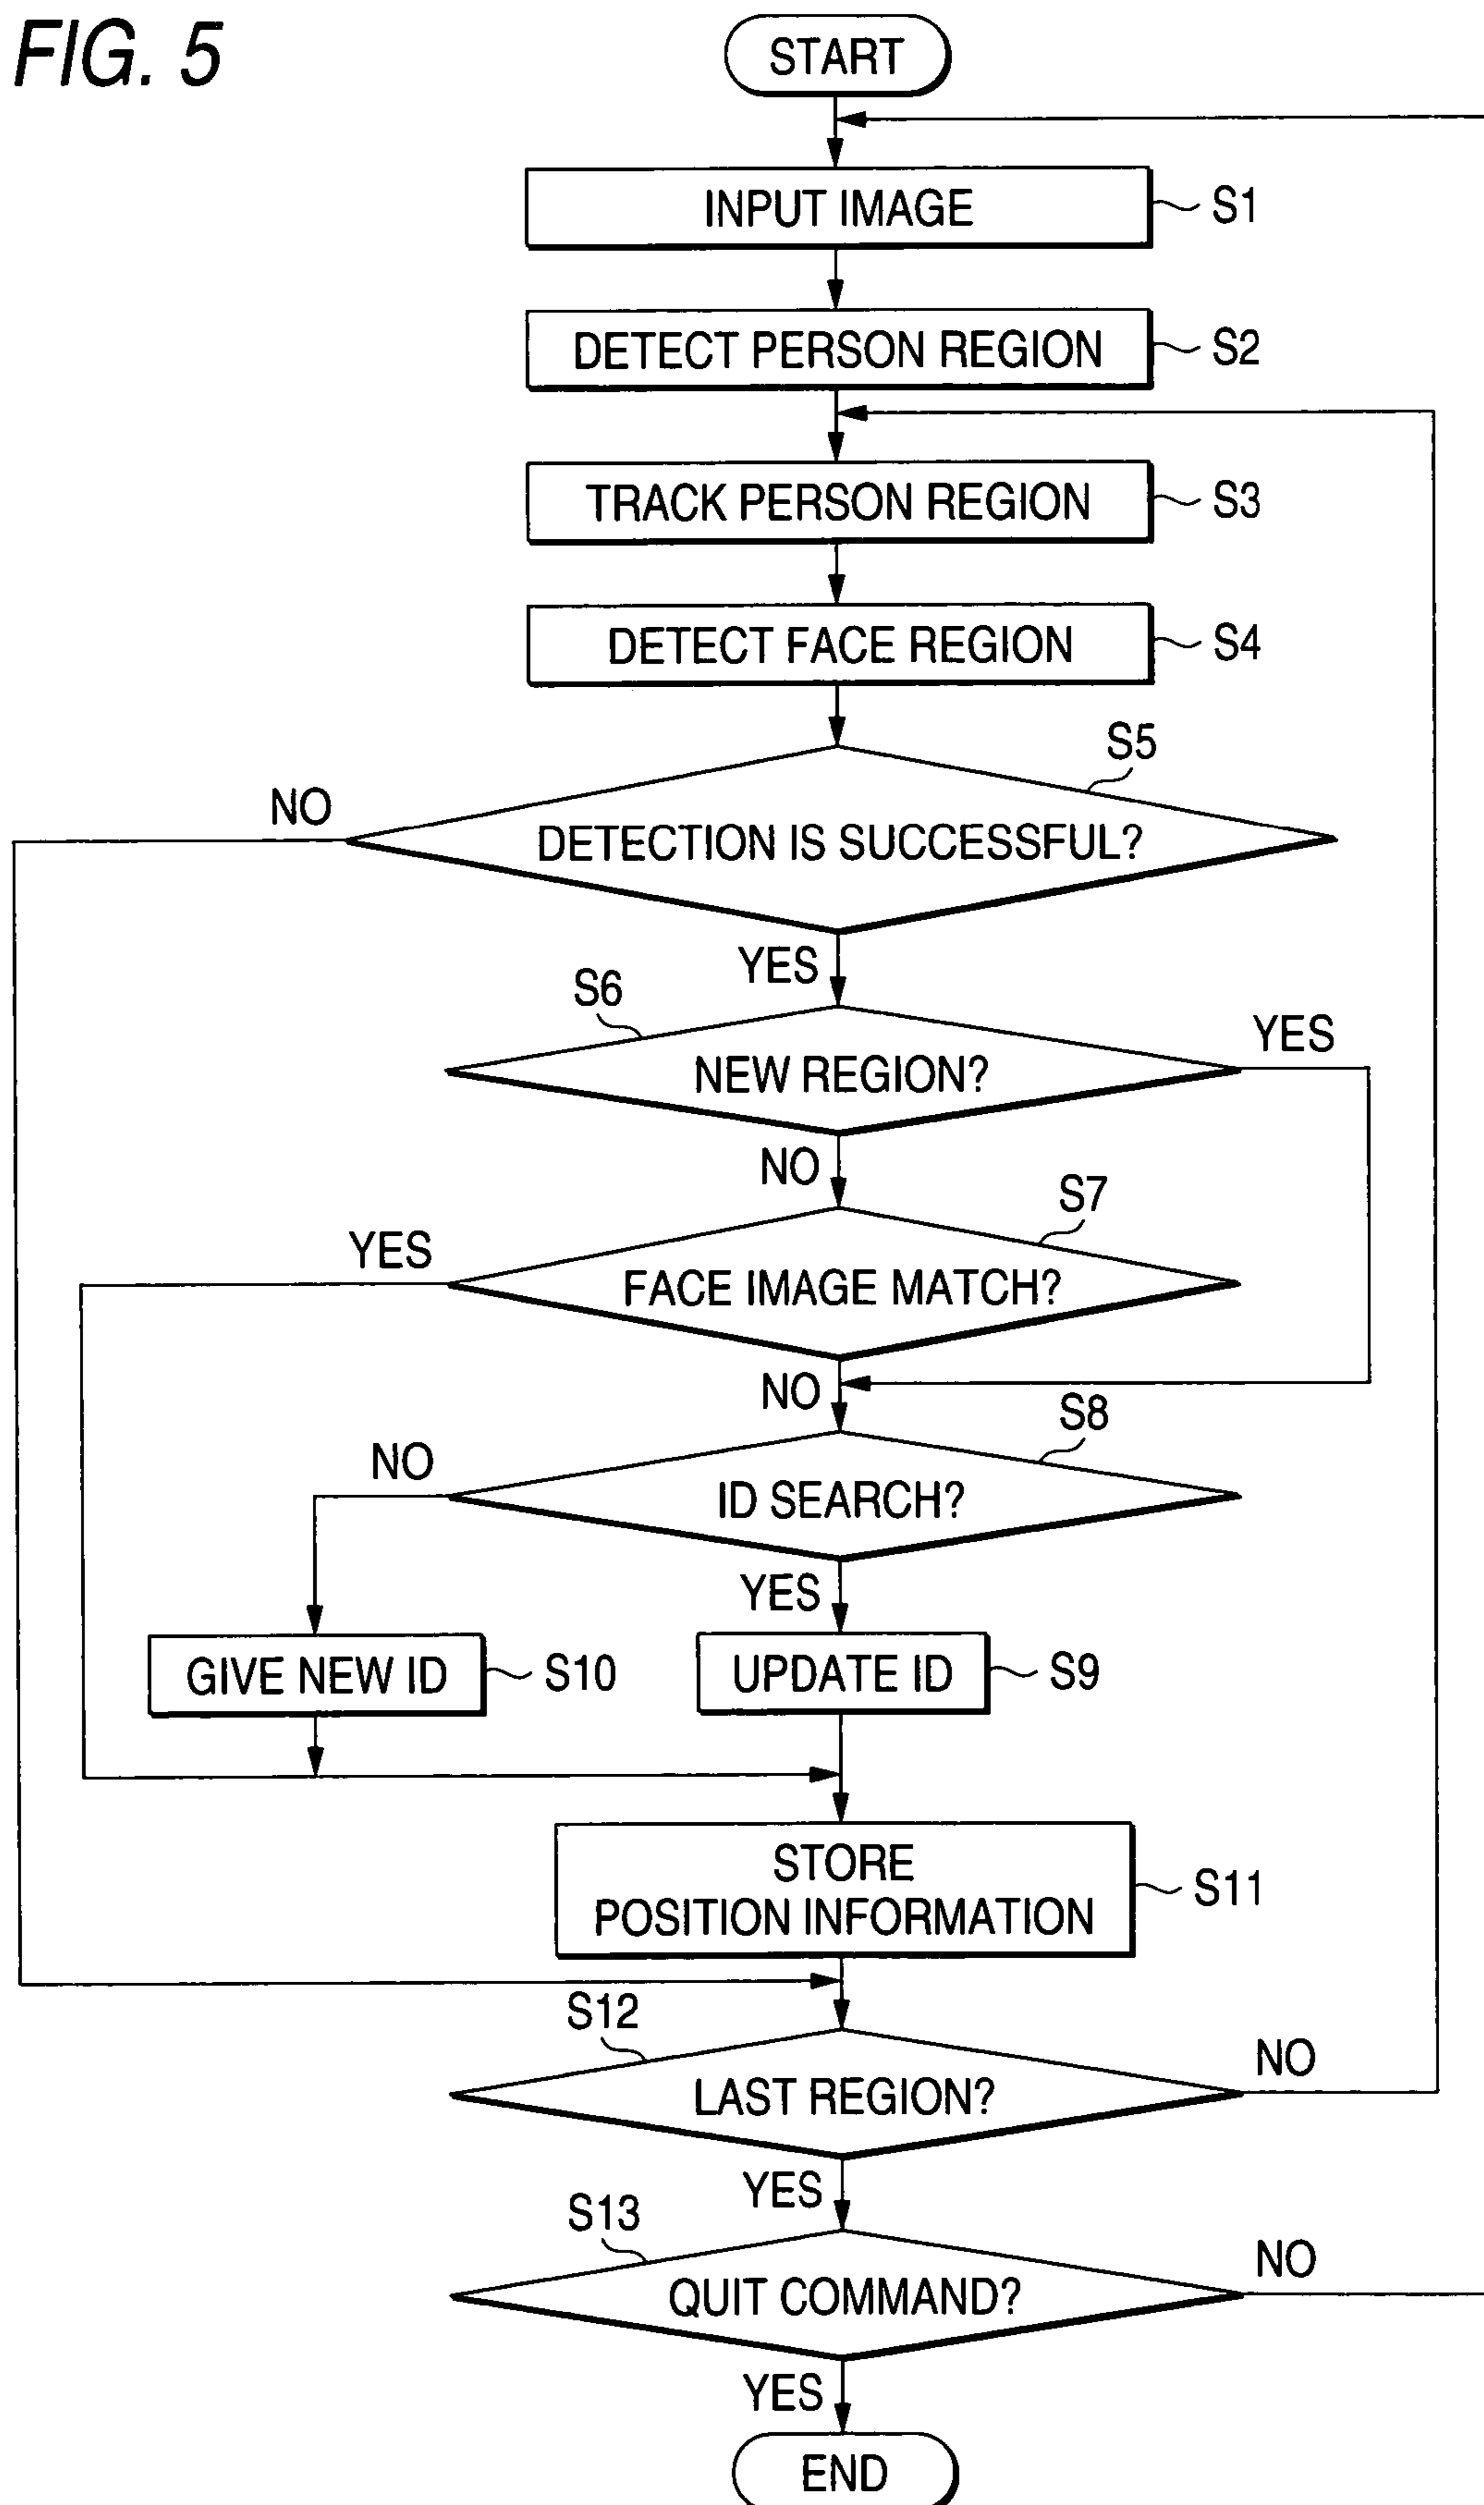 FIG. 5
START
INPUT IMAGE
S1
DETECT PERSON REGION
S2
TRACK PERSON REGION
S3
DETECT FACE REGION
S4
S5
NO
DETECTION IS SUCCESSFUL?
YES
S6
YES
NEW REGION?
NO
S7
YES
FACE IMAGE MATCH?
NO
S8
NO
ID SEARCH?
YES
GIVE NEW ID
S10
UPDATE ID
S9
STORE
POSITION INFORMATION
S11
S12
NO
LAST REGION?
YES
S13
NO
QUIT COMMAND?
YES
END